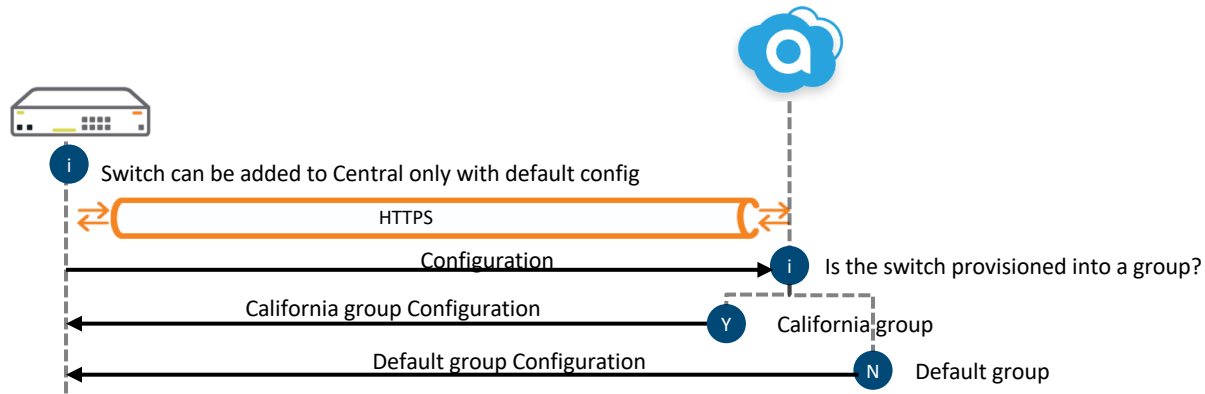 a
i
Switch can be added to Central only with default config
HTTPS
Configuration
i
Is the switch provisioned into a group?
California group Configuration
Y
California group
Default group Configuration
N
Default group